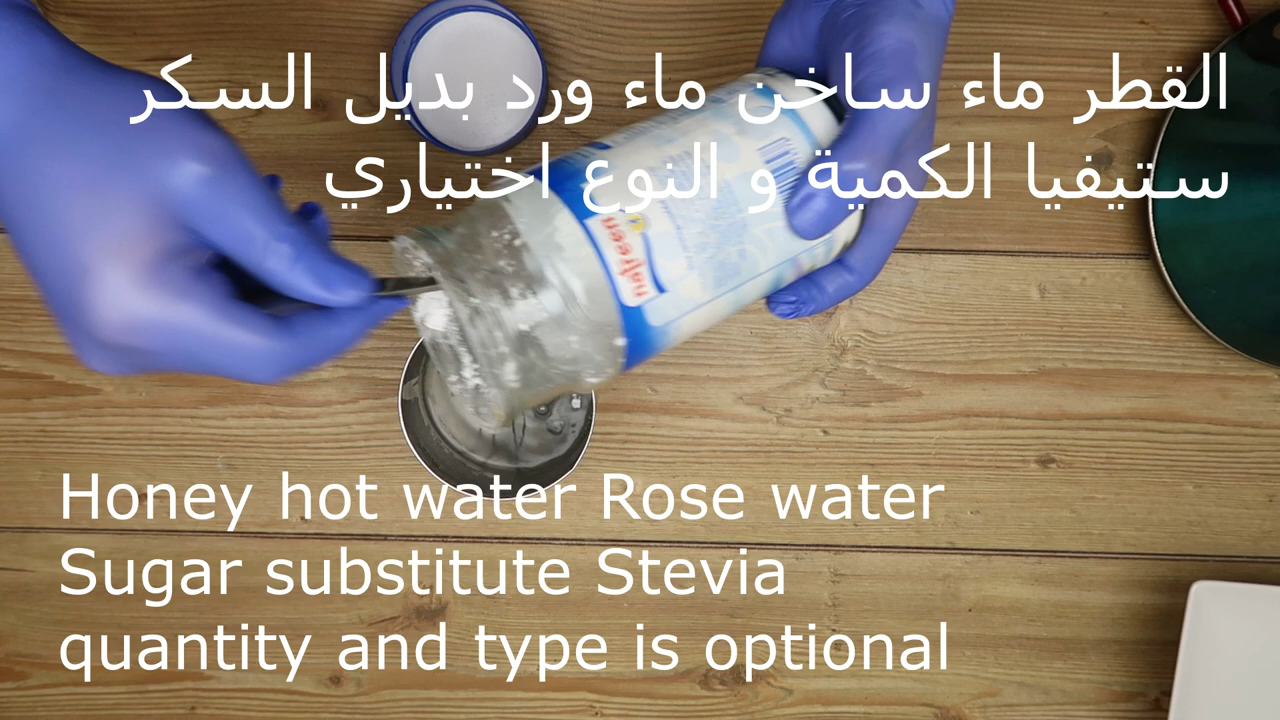 القطر ماء ساخن ماء ورد بديل السكر
ستيفيا الكمية و النوع اختياري
natreen
Honey hot water Rose water
Sugar substitute Stevia
quantity and type is optional